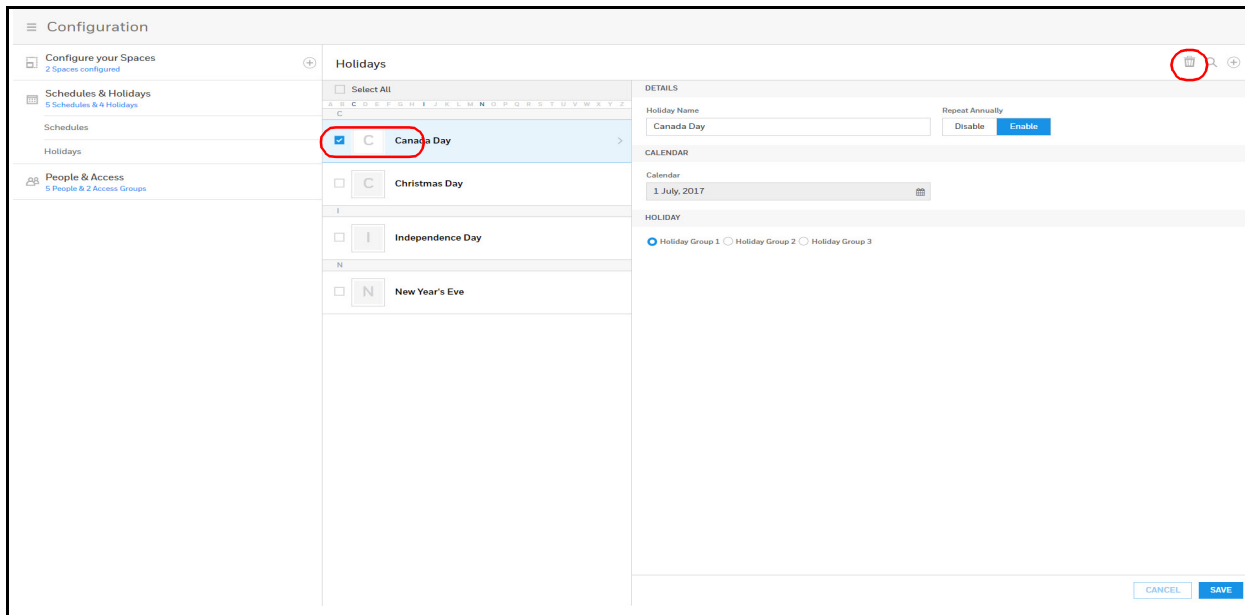 Configuration
Configure your Spaces
2 Spaces configured
Schedules & Holidays
5 Schedules & 4 Holidays
Schedules
Holidays
People & Access
5 People & 2 Access Groups
Holidays
Select All
A B C D E F G H I J K L M N O P Q R S T U V W X Y Z
C
C Canada Day
C Christmas Day
I
I Independence Day
N
N New Year's Eve
DETAILS
Holiday Name Repeat Annually
Canada Day Disable Enable
CALENDAR
Calendar
1 July, 2017
HOLIDAY
Holiday Group 1 Holiday Group 2 Holiday Group 3
CANCEL SAVE